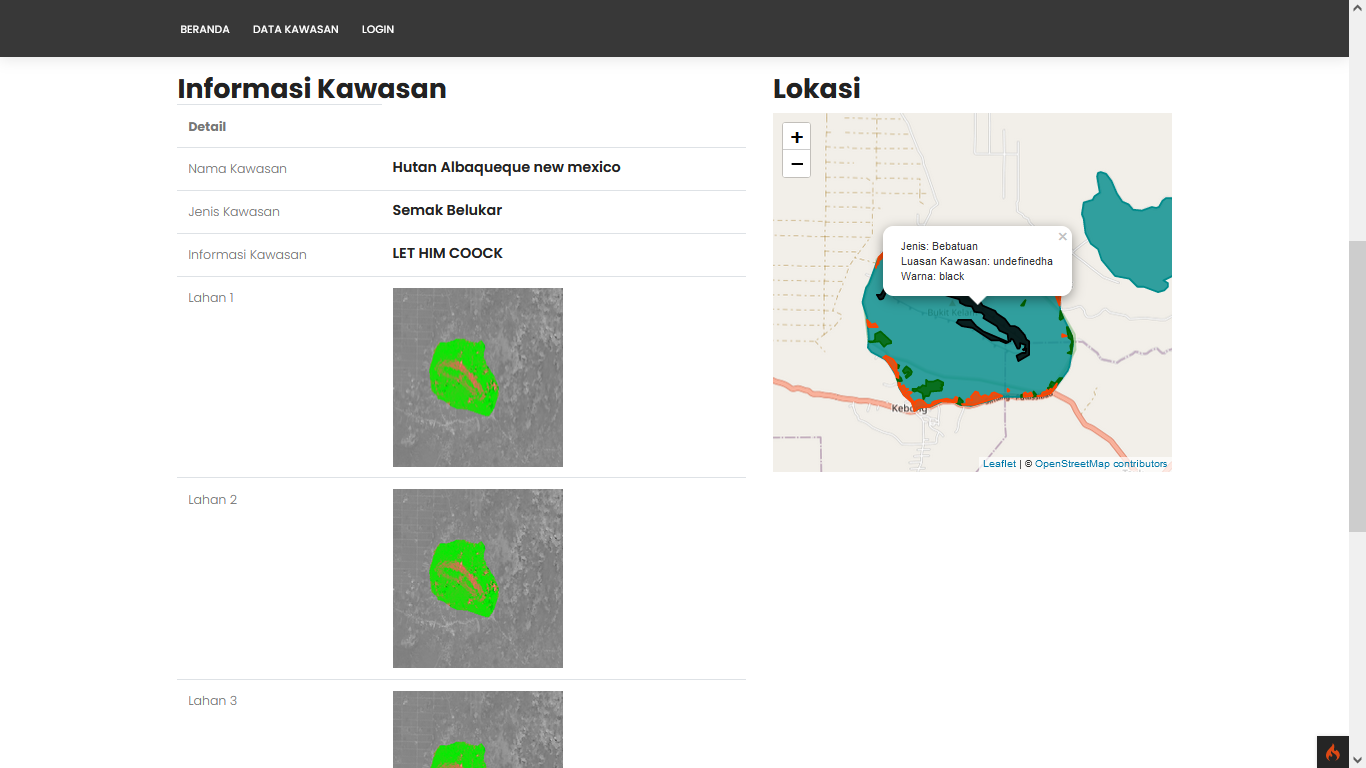 BERANDA DATA KAWASAN LOGIN
Informasi Kawasan
Detail
Nama Kawasan Hutan Albaqueque new mexico
Jenis Kawasan Semak Belukar
Informasi Kawasan LET HIM COOCK
Lahan 1
Lahan 2
Lahan 3
Lokasi
+
−
×
Jenis: Bebatuan
Luasan Kawasan: undefinedha
Warna: black
Bukit Kelam
Leaflet | © OpenStreetMap contributors